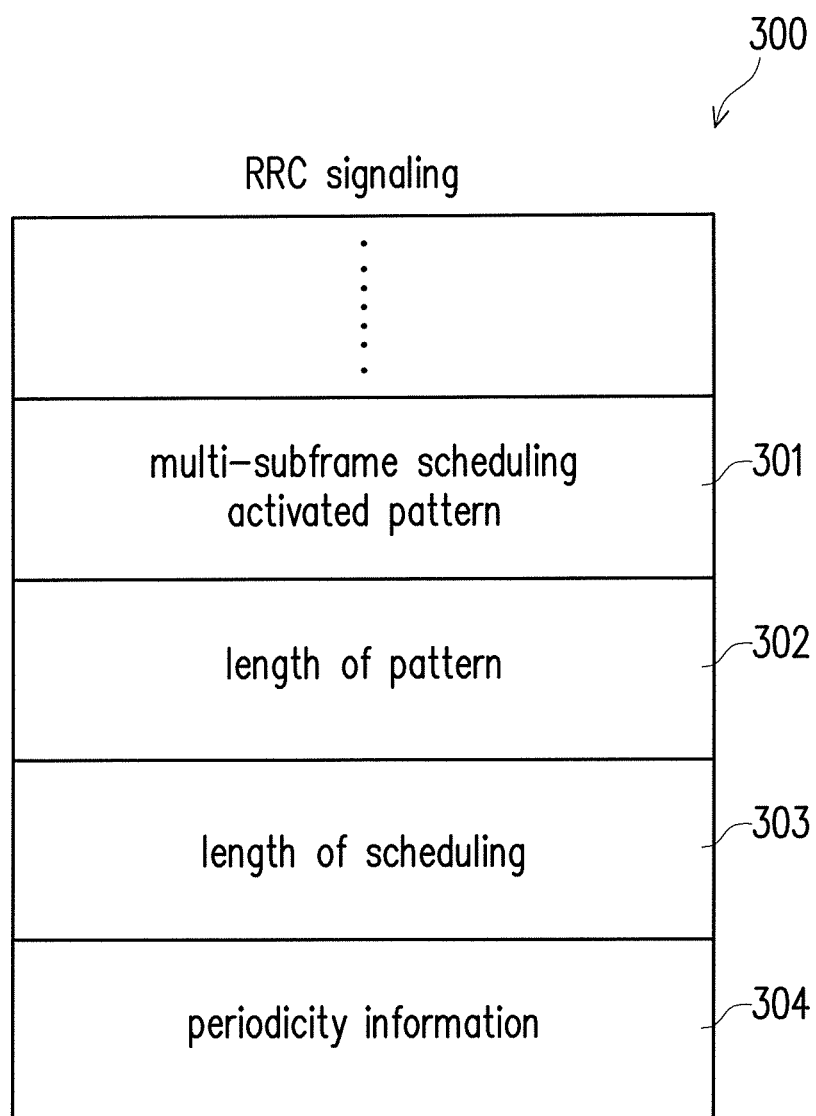 300
RRC signaling
multi-subframe scheduling
activated pattern
301
length of pattern
302
length of scheduling
303
periodicity information
304